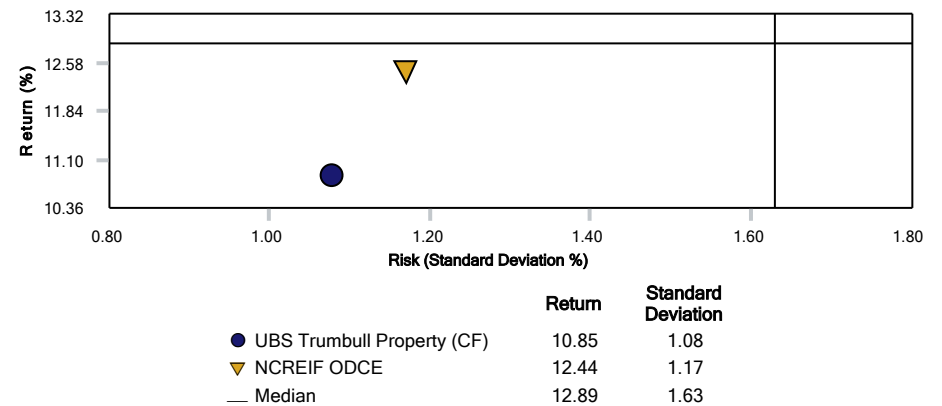 13.32
12.58
11.84
11.10
10.36
Return (%)
0.80 1.00 1.20 1.40 1.60 1.80
Risk (Standard Deviation %)
Return Standard Deviation
UBS Trumbull Property (CF) 10.85 1.08
NCREIF ODCE 12.44 1.17
Median 12.89 1.63